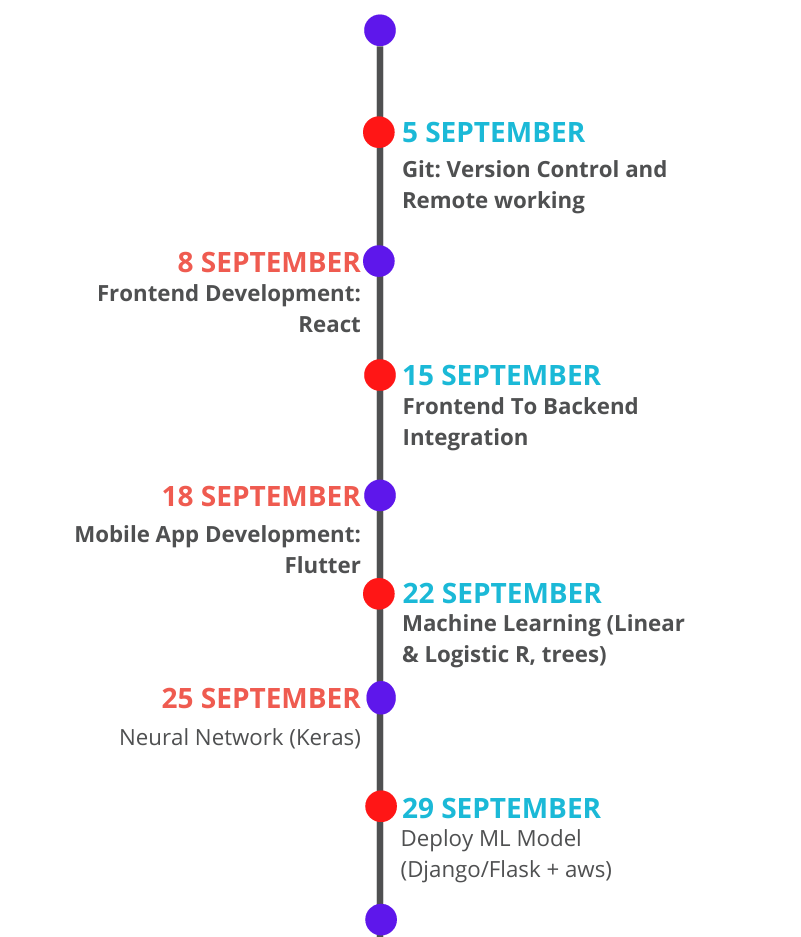 5 SEPTEMBER
Git: Version Control and
Remote working
8 SEPTEMBER
Frontend Development:
React
15 SEPTEMBER
Frontend To Backend
Integration
18 SEPTEMBER
Mobile App Development:
Flutter
22 SEPTEMBER
Machine Learning (Linear
& Logistic R, trees)
25 SEPTEMBER
Neural Network (Keras)
29 SEPTEMBER
Deploy ML Model
(Django/Flask + aws)